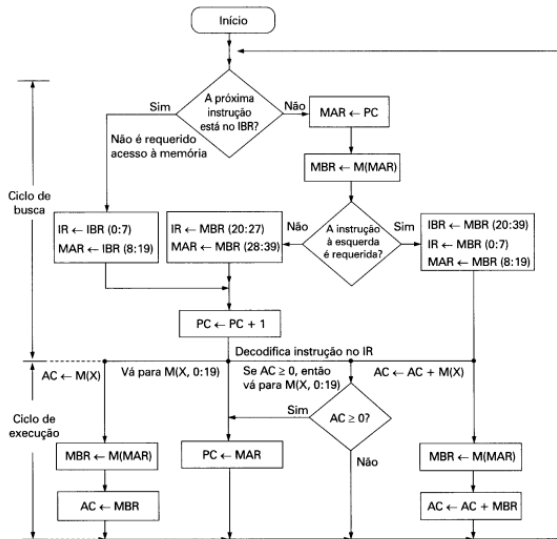 Início
A próxima
instrução
está no IBR?
Sim
Não
MAR ← PC
Não é requerido
acesso à memória
MBR ← M(MAR)
Ciclo de
busca
IR ← IBR (0:7)
MAR ← IBR (8:19)
IR ← MBR (20:27)
MAR ← MBR (28:39)
Não
A instrução
à esquerda
é requerida?
Sim
IBR ← MBR (20:39)
IR ← MBR (0:7)
MAR ← MBR (8:19)
PC ← PC + 1
Decodifica instrução no IR
AC ← M(X)
Vá para M(X, 0:19)
Se AC ≥ 0, então
vá para M(X, 0:19)
AC ← AC + M(X)
Ciclo de
execução
Sim
AC ≥ 0?
Não
MBR ← M(MAR)
PC ← MAR
MBR ← M(MAR)
AC ← MBR
AC ← AC + MBR